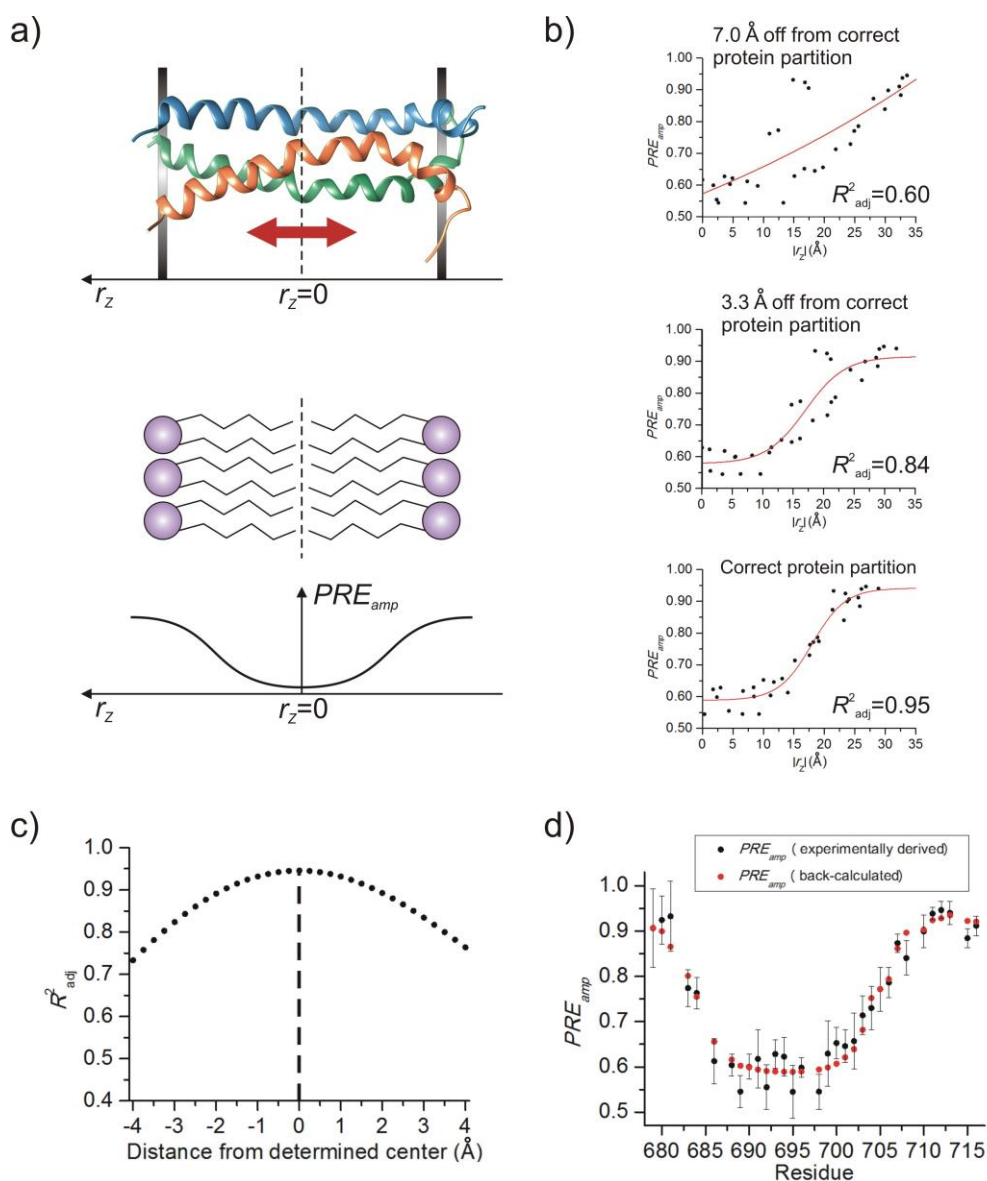 a)
r_Z
r_Z=0
PRE_amp
r_Z
r_Z=0
b)
7.0 Å off from correct
protein partition
1.00
0.90
0.80
0.70
0.60
0.50
PRE_amp
R²_adj=0.60
0 5 10 15 20 25 30 35
|r_Z| (Å)
3.3 Å off from correct
protein partition
1.00
0.90
0.80
0.70
0.60
0.50
PRE_amp
R²_adj=0.84
0 5 10 15 20 25 30 35
|r_Z| (Å)
Correct protein partition
1.00
0.90
0.80
0.70
0.60
0.50
PRE_amp
R²_adj=0.95
0 5 10 15 20 25 30 35
|r_Z| (Å)
c)
1.0
0.9
0.8
0.7
0.6
0.5
0.4
R²_adj
-4 -3 -2 -1 0 1 2 3 4
Distance from determined center (Å)
d)
PRE_amp ( experimentally derived)
PRE_amp ( back-calculated)
1.0
0.9
0.8
0.7
0.6
0.5
PRE_amp
680 685 690 695 700 705 710 715
Residue